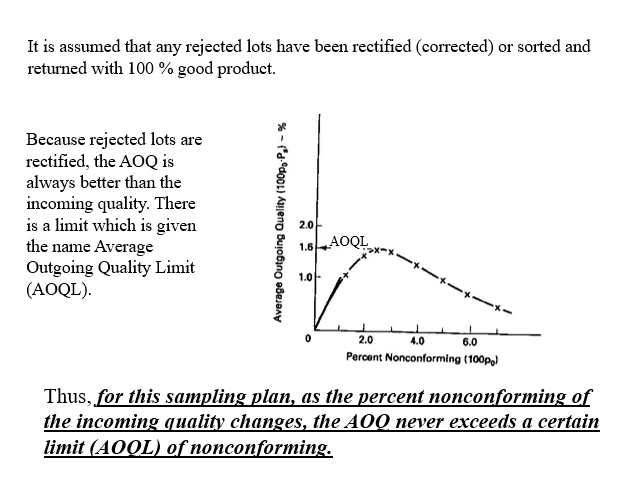 It is assumed that any rejected lots have been rectified (corrected) or sorted and
returned with 100 % good product.
Because rejected lots are
rectified, the AOQ is
always better than the
incoming quality. There
is a limit which is given
the name Average
Outgoing Quality Limit
(AOQL).
Average Outgoing Quality (100p₀·Pₐ) – %
2.0
1.6
AOQL
1.0
0
2.0
4.0
6.0
Percent Nonconforming (100p₀)
Thus, for this sampling plan, as the percent nonconforming of
the incoming quality changes, the AOQ never exceeds a certain
limit (AOQL) of nonconforming.